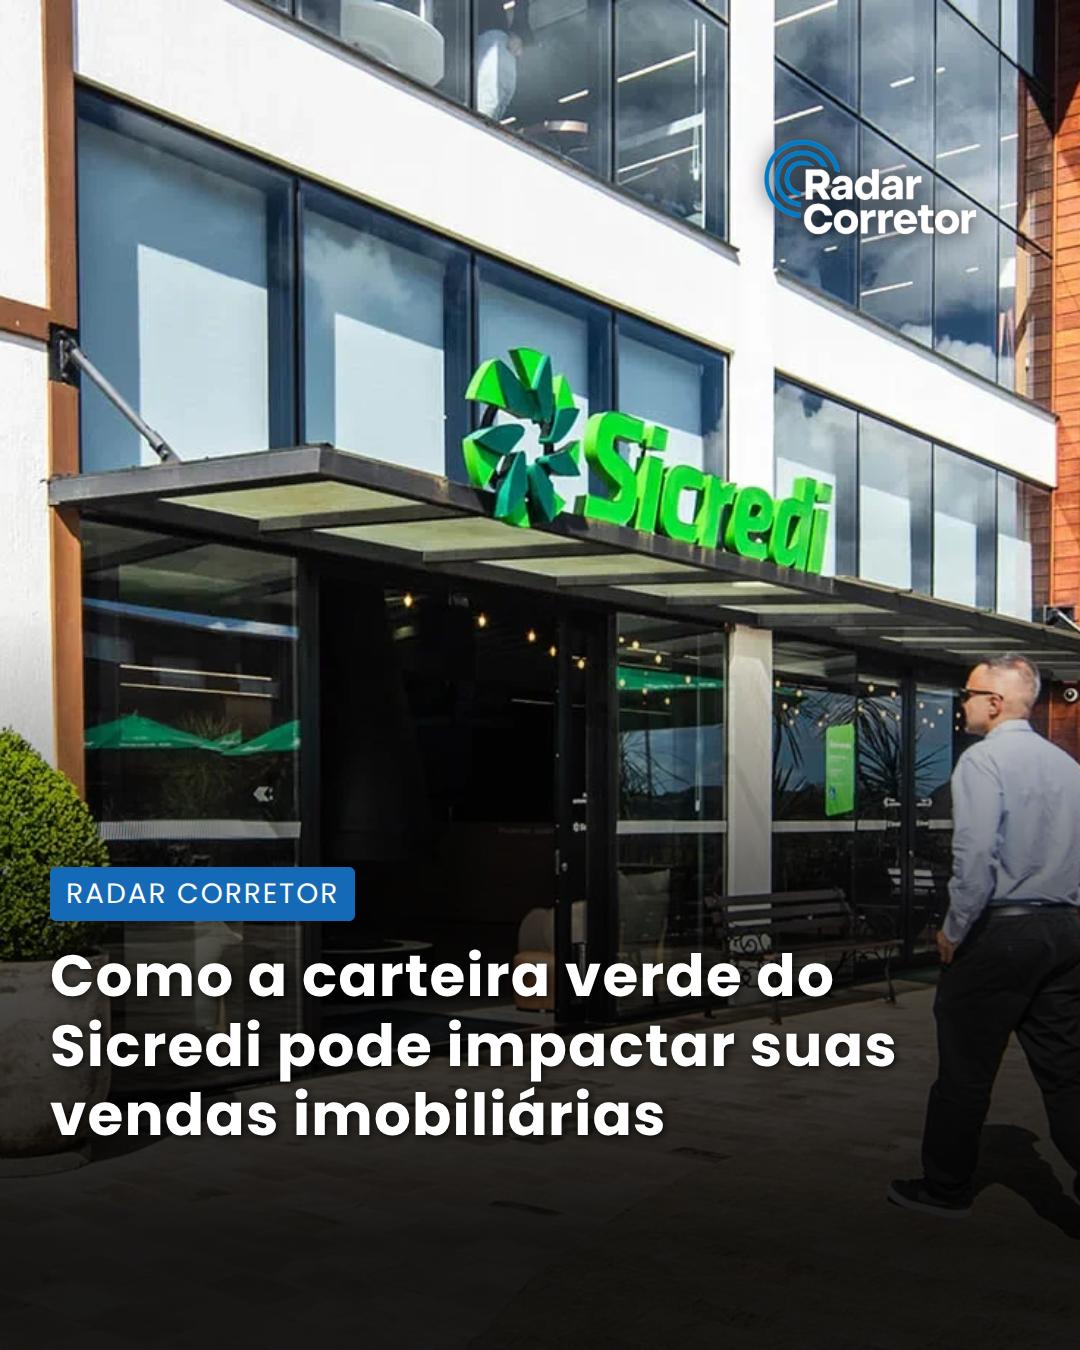 Radar
Corretor
Sicredi
RADAR CORRETOR
Como a carteira verde do
Sicredi pode impactar suas
vendas imobiliárias